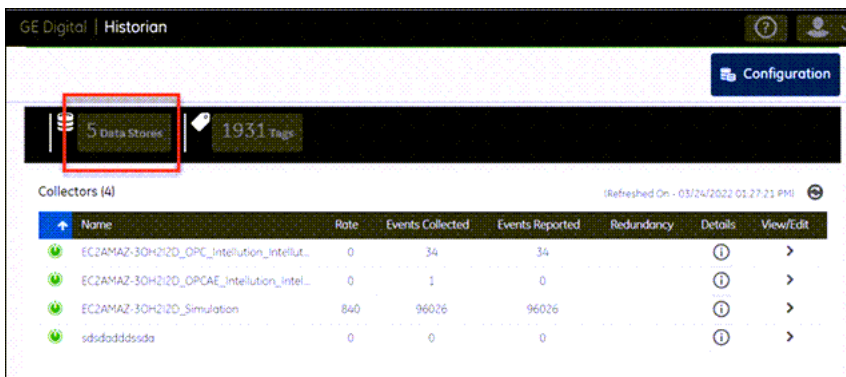 GE Digital | Historian
Configuration
5 Data Stores
1931 Tags
Collectors (4)
(Refreshed On - 03/24/2022 01:27:21 PM)
Name Rate Events Collected Events Reported Redundancy Details View/Edit
EC2AMAZ-3OH2I2D_OPC_Intellution_Intellut... 0 34 34
EC2AMAZ-3OH2I2D_OPCAE_Intellution_Intel... 0 1 0
EC2AMAZ-3OH2I2D_Simulation 840 96026 96026
sdsdadddssda 0 0 0